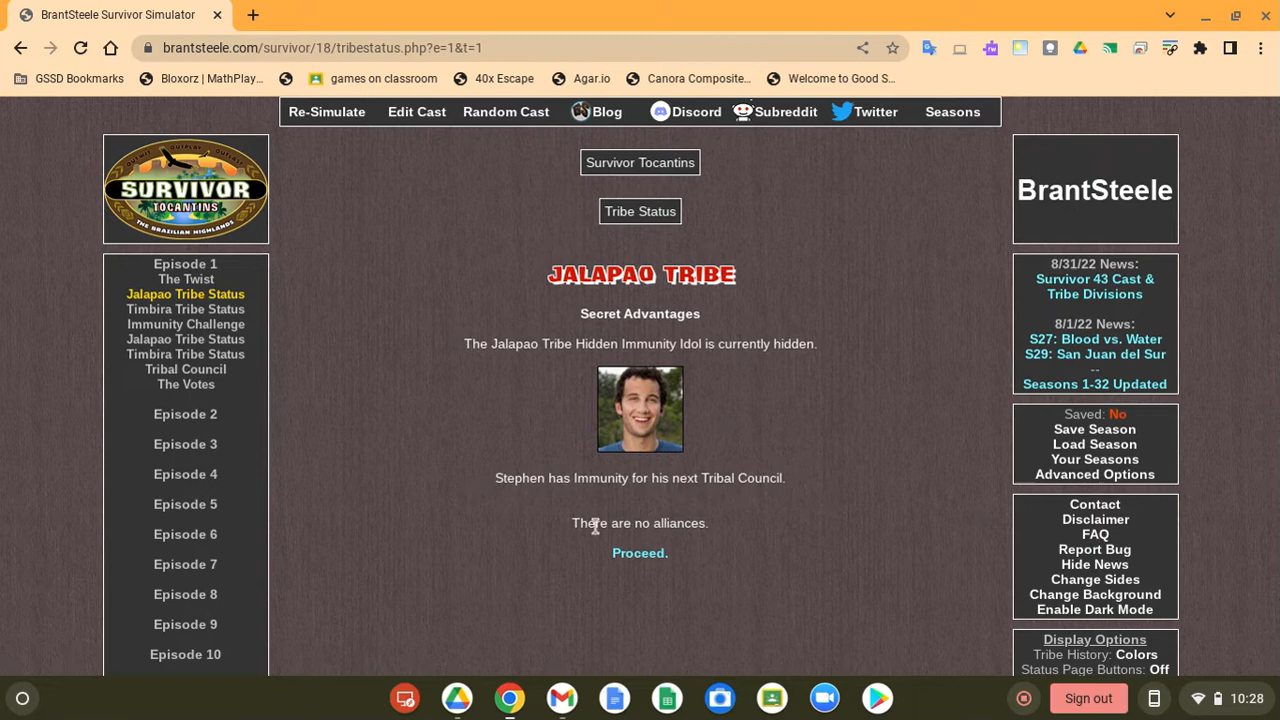 BrantSteele Survivor Simulator
brantsteele.com/survivor/18/tribestatus.php?e=1&t=1
GSSD Bookmarks
Bloxorz | MathPlay...
games on classroom
40x Escape
Agar.io
Canora Composite...
Welcome to Good S...
Re-Simulate Edit Cast Random Cast Blog Discord Subreddit Twitter Seasons
SURVIVOR
TOCANTINS
THE BRAZILIAN HIGHLANDS
OUTWIT OUTPLAY OUTLAST
Episode 1
The Twist
Jalapao Tribe Status
Timbira Tribe Status
Immunity Challenge
Jalapao Tribe Status
Timbira Tribe Status
Tribal Council
The Votes
Episode 2
Episode 3
Episode 4
Episode 5
Episode 6
Episode 7
Episode 8
Episode 9
Episode 10
Survivor Tocantins
Tribe Status
JALAPAO TRIBE
Secret Advantages
The Jalapao Tribe Hidden Immunity Idol is currently hidden.
Stephen has Immunity for his next Tribal Council.
There are no alliances.
Proceed.
BrantSteele
8/31/22 News:
Survivor 43 Cast &
Tribe Divisions
8/1/22 News:
S27: Blood vs. Water
S29: San Juan del Sur
--
Seasons 1-32 Updated
Saved: No
Save Season
Load Season
Your Seasons
Advanced Options
Contact
Disclaimer
FAQ
Report Bug
Hide News
Change Sides
Change Background
Enable Dark Mode
Display Options
Tribe History: Colors
Status Page Buttons: Off
Sign out
10:28